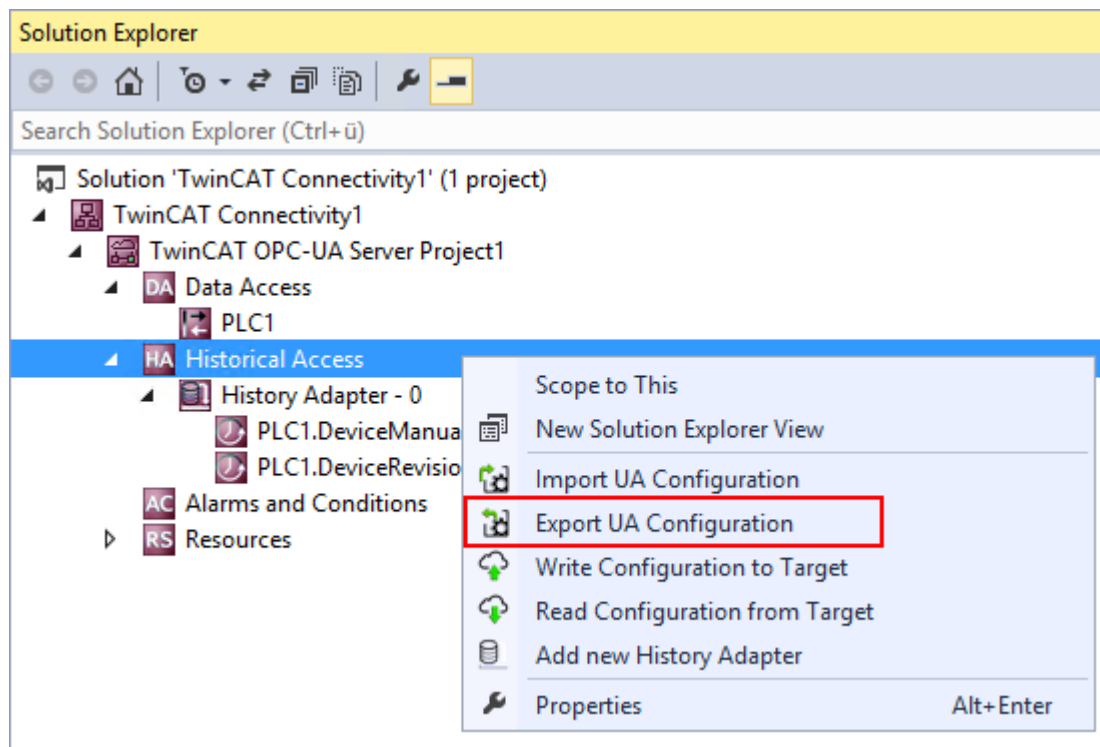 Solution Explorer
Search Solution Explorer (Ctrl+ü)
Solution 'TwinCAT Connectivity1' (1 project)
TwinCAT Connectivity1
TwinCAT OPC-UA Server Project1
DA Data Access
PLC1
HA Historical Access
History Adapter - 0
PLC1.DeviceManua
PLC1.DeviceRevisio
AC Alarms and Conditions
RS Resources
Scope to This
New Solution Explorer View
Import UA Configuration
Export UA Configuration
Write Configuration to Target
Read Configuration from Target
Add new History Adapter
Properties Alt+Enter